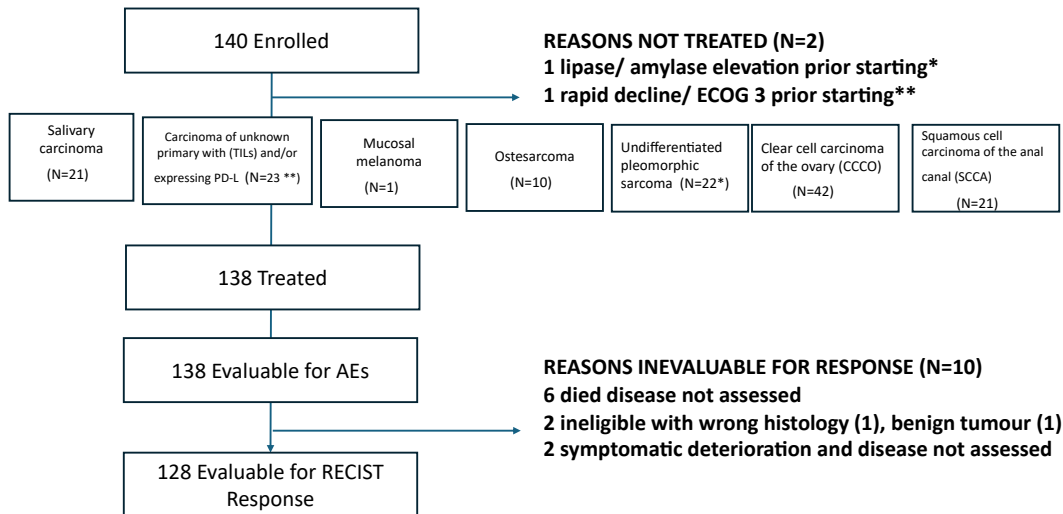 140 Enrolled
REASONS NOT TREATED (N=2)
1 lipase/ amylase elevation prior starting*
1 rapid decline/ ECOG 3 prior starting**
Salivary
carcinoma
(N=21)
Carcinoma of unknown
primary with (TILs) and/or
expressing PD-L (N=23 **)
Mucosal
melanoma
(N=1)
Ostesarcoma
(N=10)
Undifferentiated
pleomorphic
sarcoma (N=22*)
Clear cell carcinoma
of the ovary (CCCO)
(N=42)
Squamous cell
carcinoma of the anal
canal (SCCA)
(N=21)
138 Treated
138 Evaluable for AEs
REASONS INEVALUABLE FOR RESPONSE (N=10)
6 died disease not assessed
2 ineligible with wrong histology (1), benign tumour (1)
2 symptomatic deterioration and disease not assessed
128 Evaluable for RECIST
Response